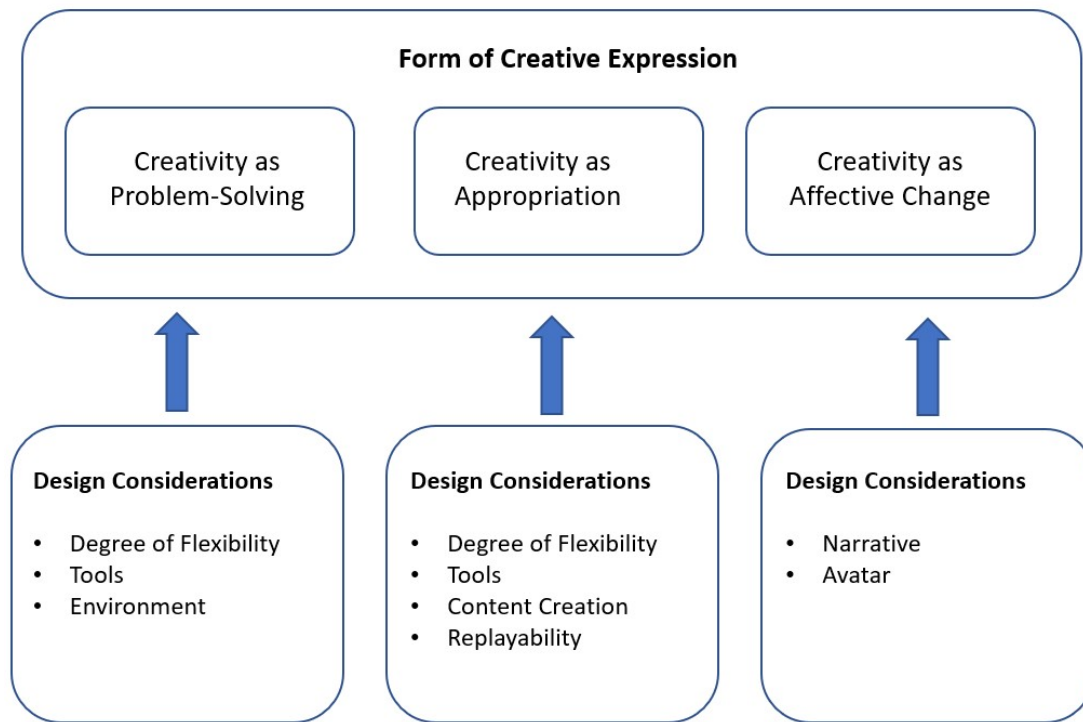 Form of Creative Expression
Creativity as
Problem-Solving
Creativity as
Appropriation
Creativity as
Affective Change
Design Considerations
• Degree of Flexibility
• Tools
• Environment
Design Considerations
• Degree of Flexibility
• Tools
• Content Creation
• Replayability
Design Considerations
• Narrative
• Avatar